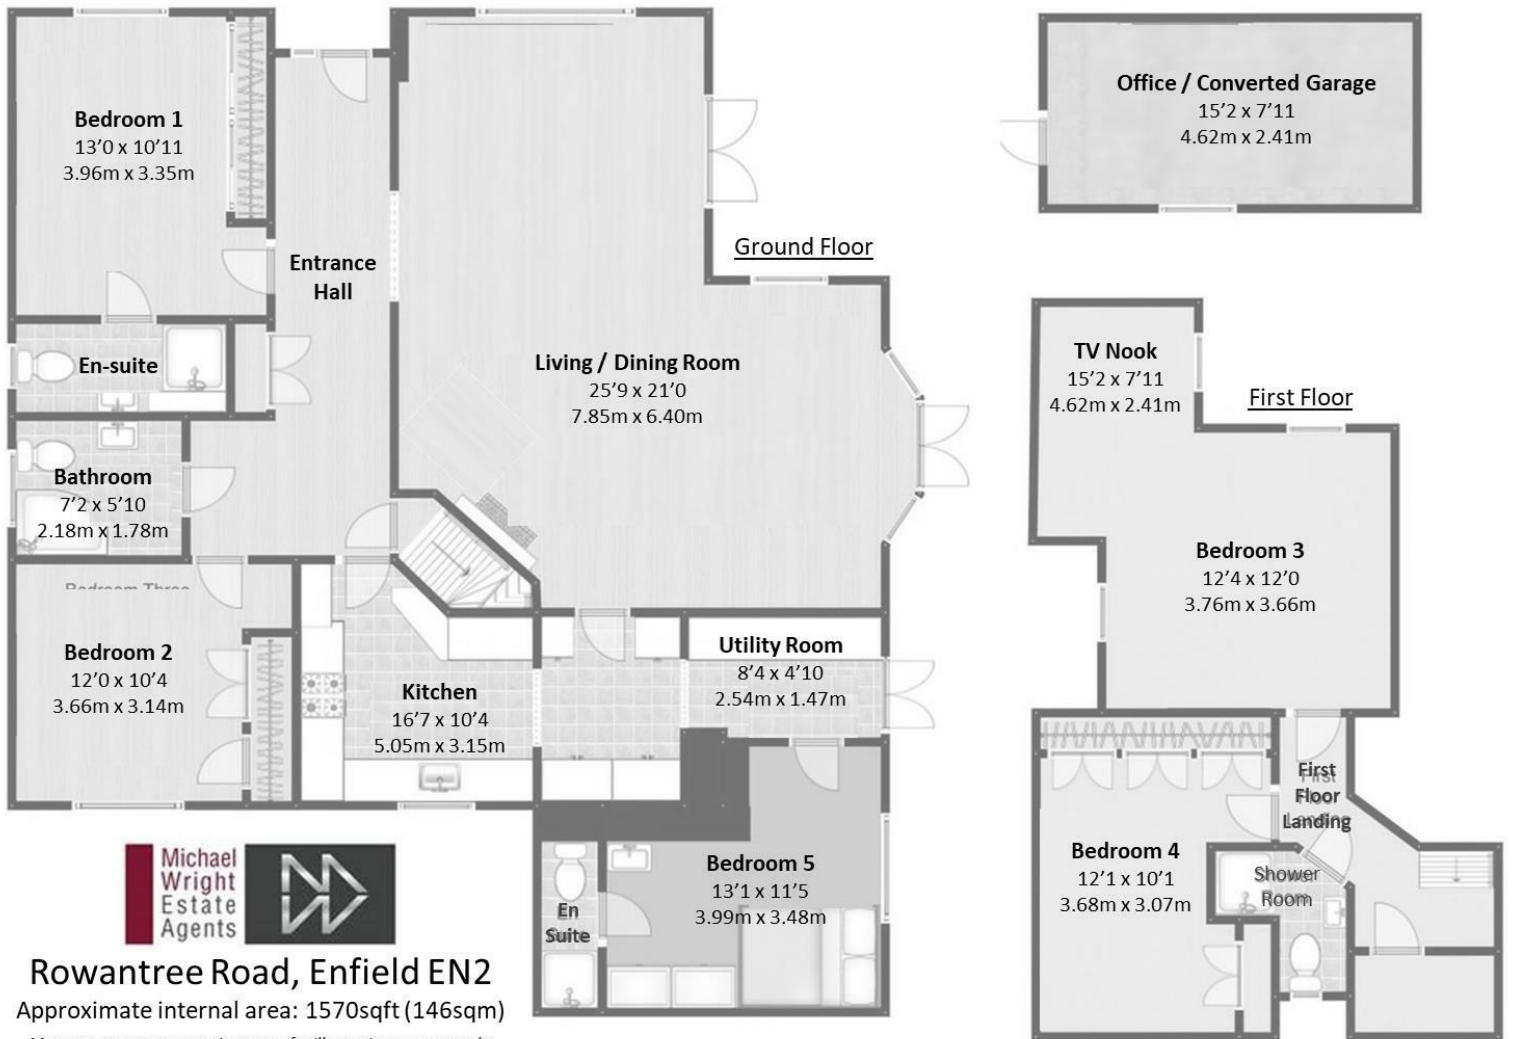 Bedroom 1
13’0 x 10’11
3.96m x 3.35m
Entrance
Hall
En-suite
Bathroom
7’2 x 5’10
2.18m x 1.78m
Living / Dining Room
25’9 x 21’0
7.85m x 6.40m
Ground Floor
Office / Converted Garage
15’2 x 7’11
4.62m x 2.41m
TV Nook
15’2 x 7’11
4.62m x 2.41m
First Floor
Bedroom 3
12’4 x 12’0
3.76m x 3.66m
Bedroom Three
Bedroom 2
12’0 x 10’4
3.66m x 3.14m
Kitchen
16’7 x 10’4
5.05m x 3.15m
Utility Room
8’4 x 4’10
2.54m x 1.47m
Bedroom 5
13’1 x 11’5
3.99m x 3.48m
En
Suite
First
Floor
Landing
Bedroom 4
12’1 x 10’1
3.68m x 3.07m
Shower
Room
Michael
Wright
Estate
Agents
Rowantree Road, Enfield EN2
Approximate internal area: 1570sqft (146sqm)